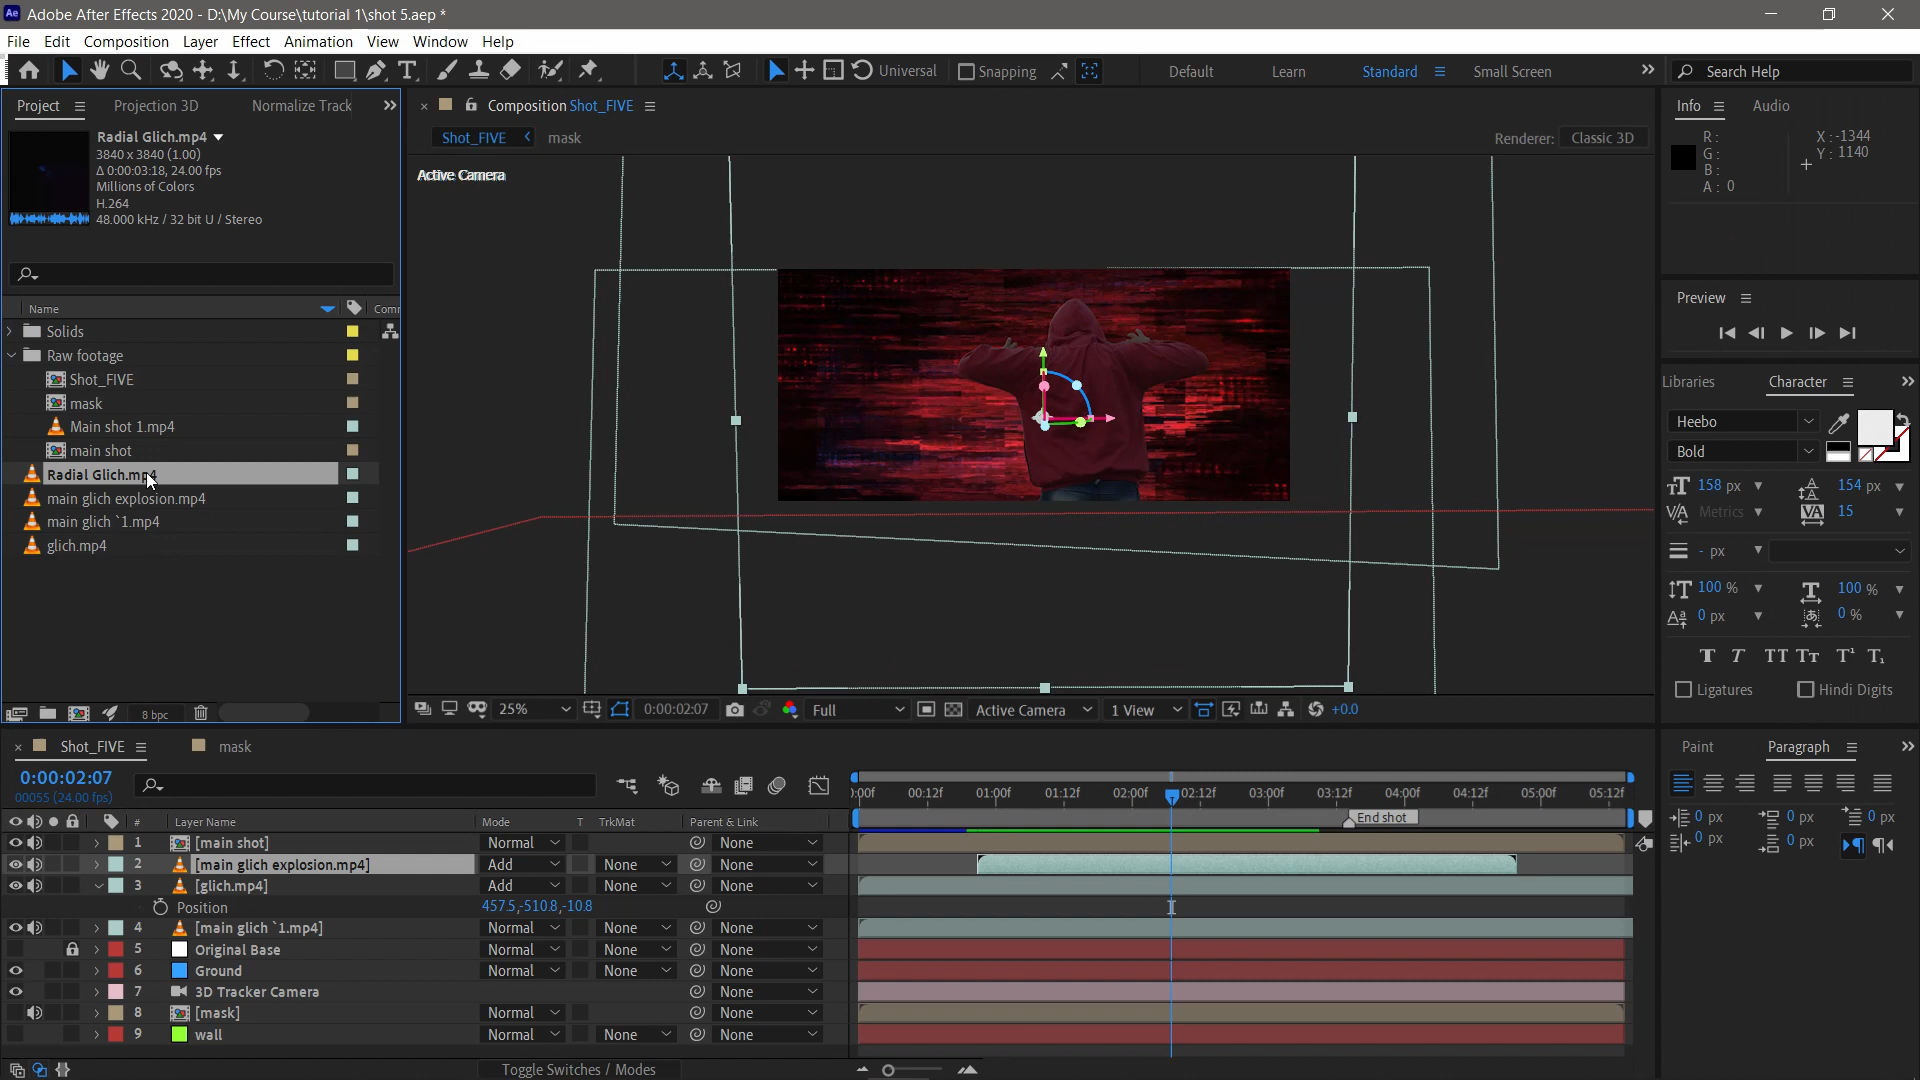 Adobe After Effects 2020 - D:\My Course\tutorial 1\shot 5.aep *
File Edit Composition Layer Effect Animation View Window Help
Universal Snapping Default Learn Standard Small Screen Search Help
Project Projection 3D Normalize Track
Radial Glich.mp4
3840 x 3840 (1.00)
Δ 0:00:03:18, 24.00 fps
Millions of Colors
H.264
48.000 kHz / 32 bit U / Stereo
Name Comr
Solids
Raw footage
Shot_FIVE
mask
Main shot 1.mp4
main shot
Radial Glich.mp4
main glich explosion.mp4
main glich `1.mp4
glich.mp4
8 bpc
Composition Shot_FIVE
Shot_FIVE mask
Renderer: Classic 3D
Active Camera
25% 0:00:02:07 Full Active Camera 1 View +0.0
Info Audio
R: X : -1344
G: Y : 1140
B:
A : 0
Preview
Libraries Character
Heebo
Bold
158 px 154 px
Metrics 15
- px
100 % 100 %
0 px 0 %
Ligatures Hindi Digits
Paint Paragraph
0 px 0 px 0 px
0 px 0 px
Shot_FIVE mask
0:00:02:07
00055 (24.00 fps)
):00f 00:12f 01:00f 01:12f 02:00f 02:12f 03:00f 03:12f 04:00f 04:12f 05:00f 05:12f
# Layer Name Mode T TrkMat Parent & Link
End shot
1 [main shot] Normal None
2 [main glich explosion.mp4] Add None None
3 [glich.mp4] Add None None
Position 457.5,-510.8,-10.8
4 [main glich `1.mp4] Normal None None
5 Original Base Normal None None
6 Ground Normal None None
7 3D Tracker Camera None
8 [mask] Normal None None
9 wall Normal None None
Toggle Switches / Modes